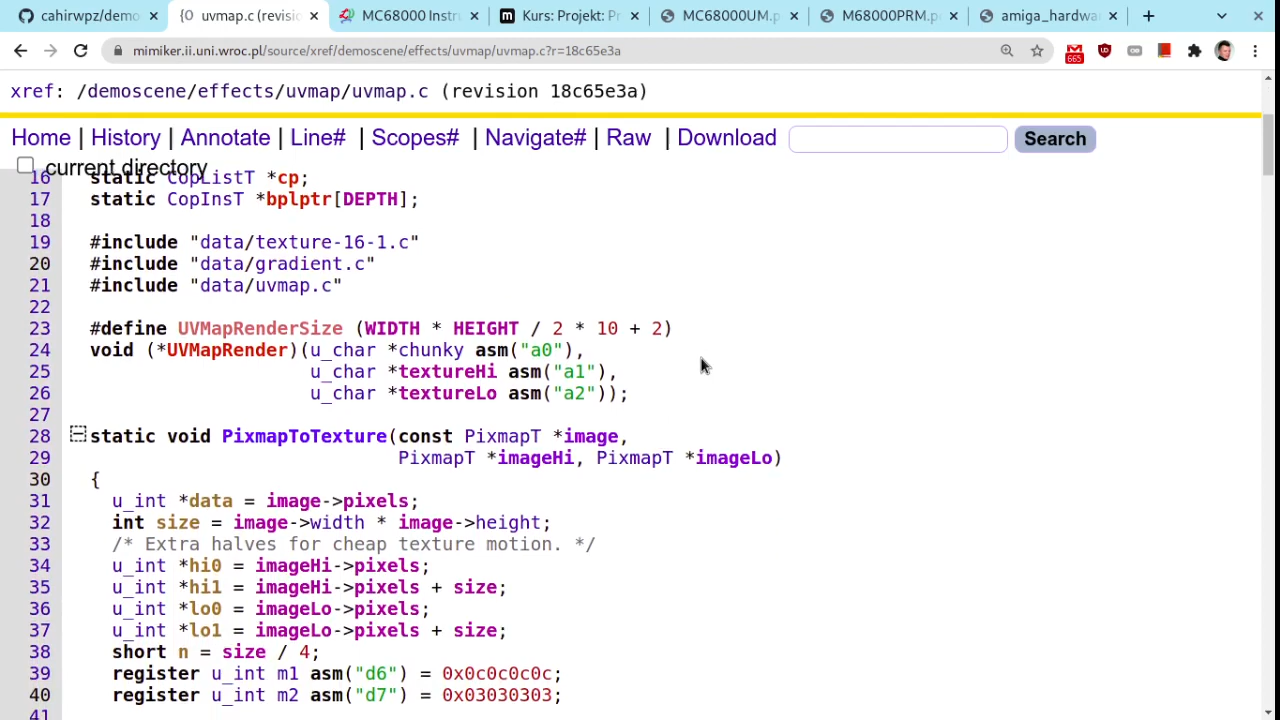 cahirwpz/demo
{O uvmap.c (revisio
MC68000 Instru
Kurs: Projekt: Pr
MC68000UM.p
M68000PRM.p
amiga_hardwa
mimiker.ii.uni.wroc.pl/source/xref/demoscene/effects/uvmap/uvmap.c?r=18c65e3a
665
xref: /demoscene/effects/uvmap/uvmap.c (revision 18c65e3a)
Home | History | Annotate | Line# | Scopes# | Navigate# | Raw | Download Search
current directory
16 static CopListT *cp;
17 static CopInsT *bplptr[DEPTH];
18
19 #include "data/texture-16-1.c"
20 #include "data/gradient.c"
21 #include "data/uvmap.c"
22
23 #define UVMapRenderSize (WIDTH * HEIGHT / 2 * 10 + 2)
24 void (*UVMapRender)(u_char *chunky asm("a0"),
25 u_char *textureHi asm("a1"),
26 u_char *textureLo asm("a2"));
27
28 static void PixmapToTexture(const PixmapT *image,
29 PixmapT *imageHi, PixmapT *imageLo)
30 {
31 u_int *data = image->pixels;
32 int size = image->width * image->height;
33 /* Extra halves for cheap texture motion. */
34 u_int *hi0 = imageHi->pixels;
35 u_int *hi1 = imageHi->pixels + size;
36 u_int *lo0 = imageLo->pixels;
37 u_int *lo1 = imageLo->pixels + size;
38 short n = size / 4;
39 register u_int m1 asm("d6") = 0x0c0c0c0c;
40 register u_int m2 asm("d7") = 0x03030303;
41